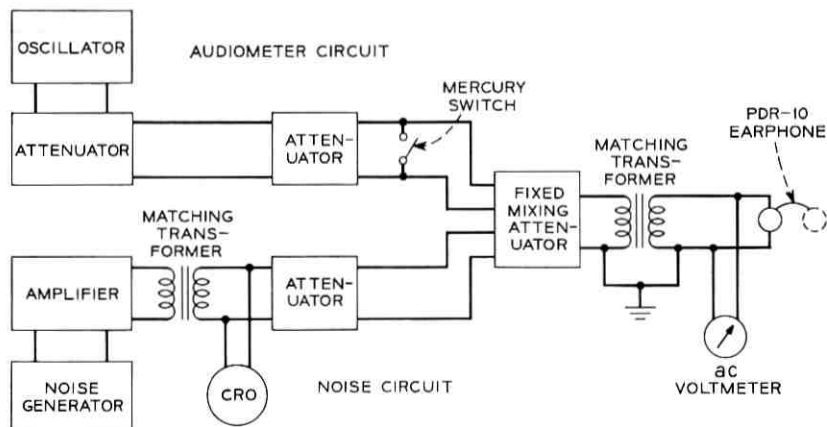 OSCILLATOR
AUDIOMETER CIRCUIT
MERCURY
SWITCH
PDR-10
EARPHONE
ATTENUATOR
ATTEN-
UATOR
MATCHING
TRANS-
FORMER
FIXED
MIXING
ATTEN-
UATOR
MATCHING
TRANS-
FORMER
AMPLIFIER
ATTEN-
UATOR
NOISE
GENERATOR
CRO
NOISE CIRCUIT
ac
VOLTMETER